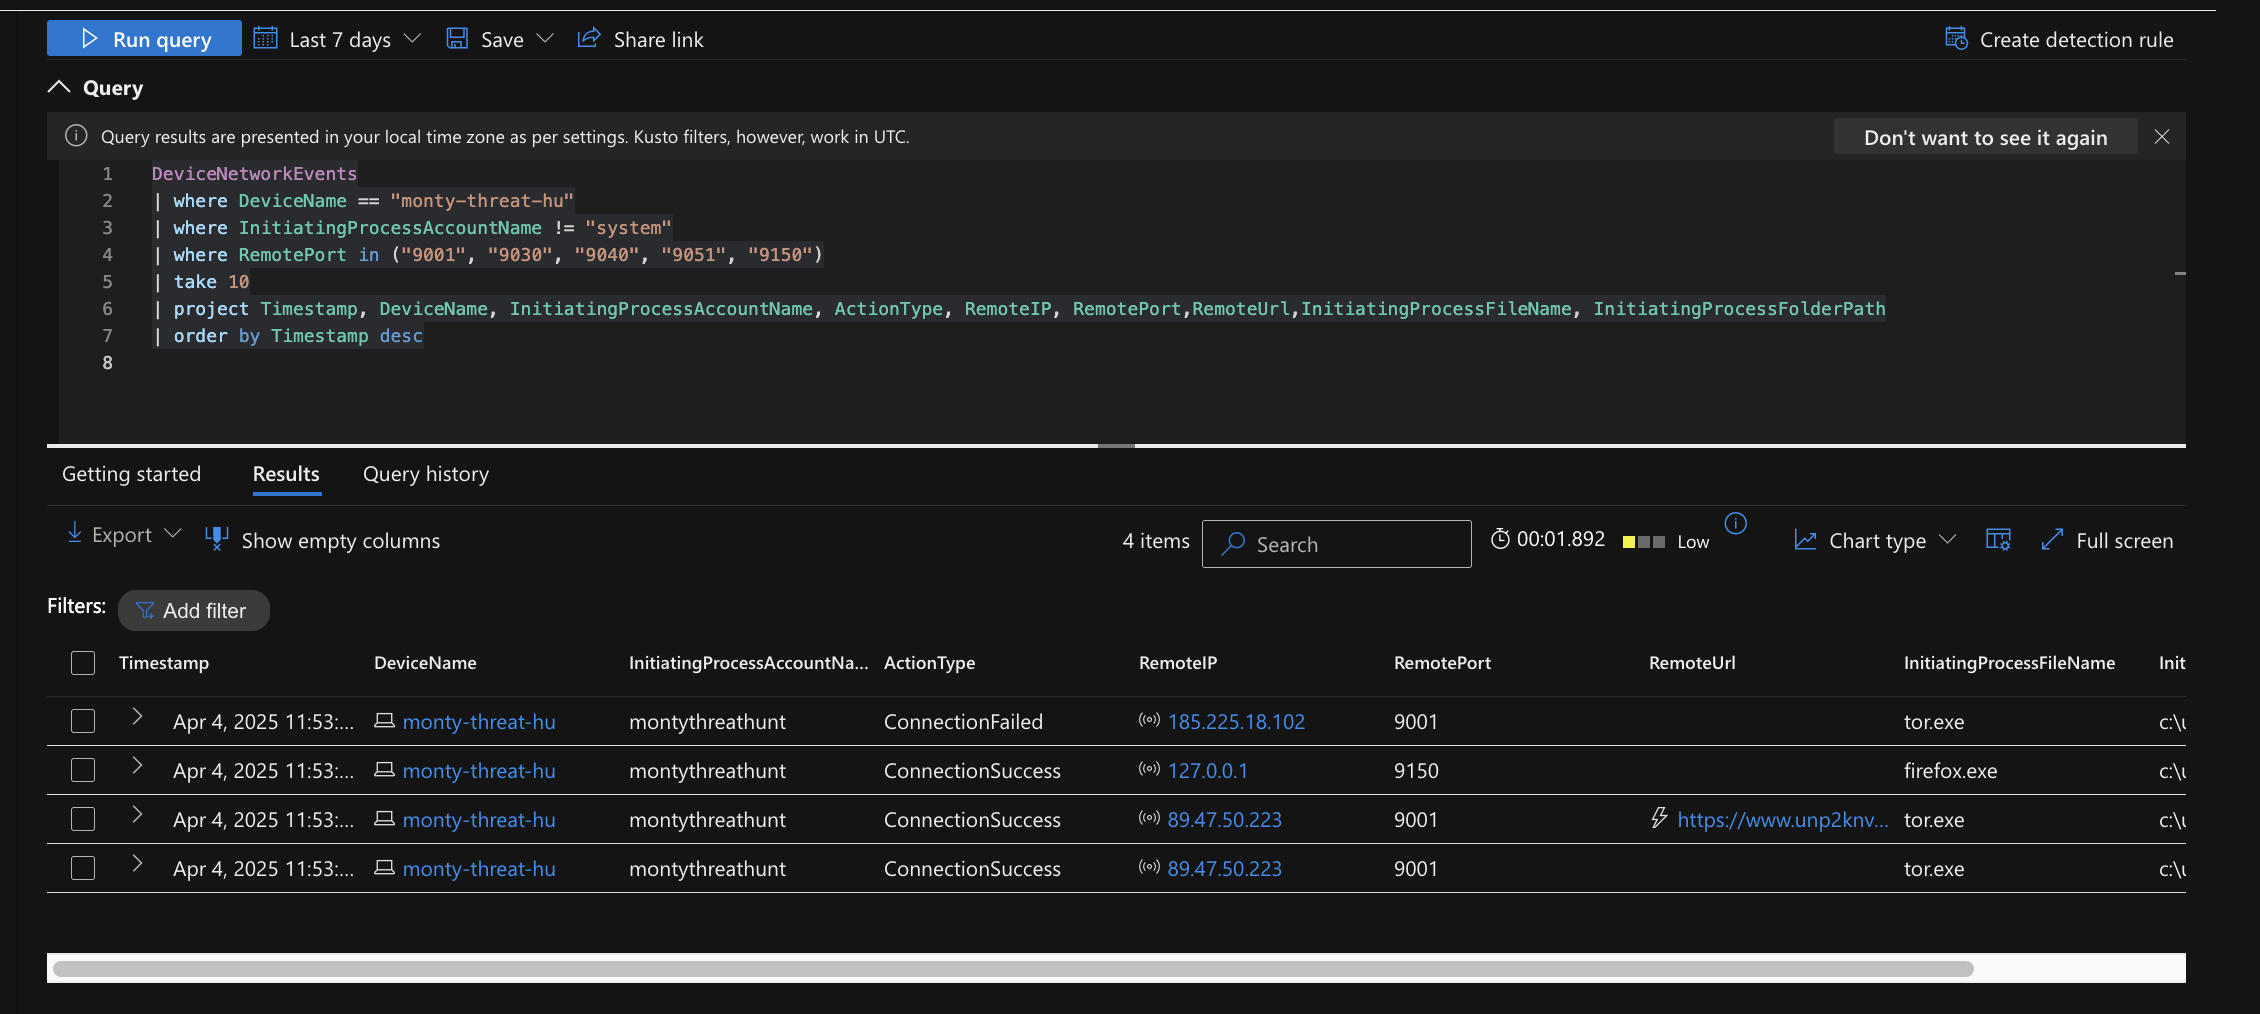 Run query Last 7 days Save Share link Create detection rule
Query
Query results are presented in your local time zone as per settings. Kusto filters, however, work in UTC. Don't want to see it again
1 DeviceNetworkEvents
2 | where DeviceName == "monty-threat-hu"
3 | where InitiatingProcessAccountName != "system"
4 | where RemotePort in ("9001", "9030", "9040", "9051", "9150")
5 | take 10
6 | project Timestamp, DeviceName, InitiatingProcessAccountName, ActionType, RemoteIP, RemotePort,RemoteUrl,InitiatingProcessFileName, InitiatingProcessFolderPath
7 | order by Timestamp desc
8
Getting started Results Query history
Export Show empty columns 4 items Search 00:01.892 Low Chart type Full screen
Filters: Add filter
Timestamp DeviceName InitiatingProcessAccountNa... ActionType RemoteIP RemotePort RemoteUrl InitiatingProcessFileName Init
Apr 4, 2025 11:53:... monty-threat-hu montythreathunt ConnectionFailed 185.225.18.102 9001 tor.exe c:\u
Apr 4, 2025 11:53:... monty-threat-hu montythreathunt ConnectionSuccess 127.0.0.1 9150 firefox.exe c:\u
Apr 4, 2025 11:53:... monty-threat-hu montythreathunt ConnectionSuccess 89.47.50.223 9001 https://www.unp2knv... tor.exe c:\u
Apr 4, 2025 11:53:... monty-threat-hu montythreathunt ConnectionSuccess 89.47.50.223 9001 tor.exe c:\u